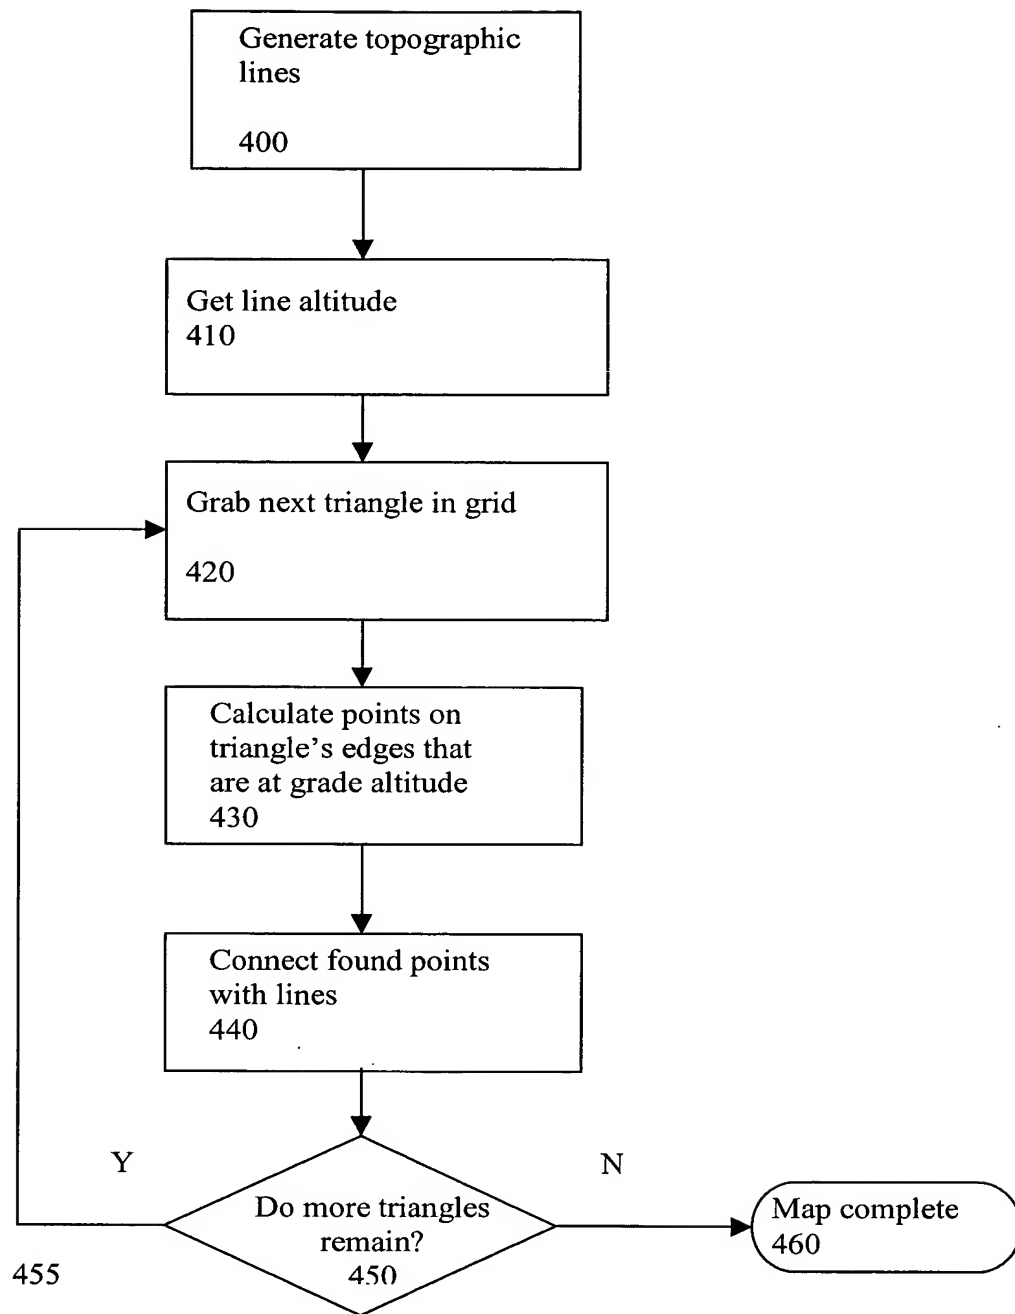 Generate topographic
lines
400
Get line altitude
410
Grab next triangle in grid
420
Calculate points on
triangle's edges that
are at grade altitude
430
Connect found points
with lines
440
Y
N
Do more triangles
remain?
450
Map complete
460
455